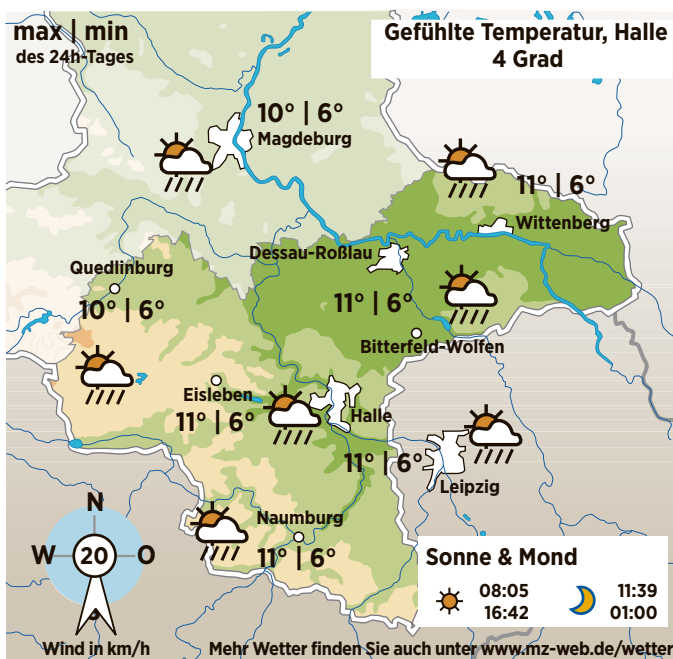 max | min
des 24h-Tages
Gefühlte Temperatur, Halle
4 Grad
10° | 6°
Magdeburg
11° | 6°
Wittenberg
Dessau-Roßlau
Quedlinburg
10° | 6°
11° | 6°
Bitterfeld-Wolfen
Eisleben
11° | 6°
Halle
11° | 6°
Leipzig
Naumburg
11° | 6°
N
W
20
O
S
Wind in km/h
Sonne & Mond
08:05
16:42
11:39
01:00
Mehr Wetter finden Sie auch unter www.mz-web.de/wetter